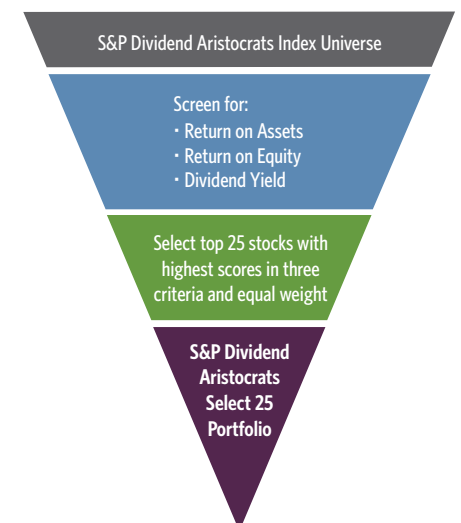 S&P Dividend Aristocrats Index Universe
Screen for:
· Return on Assets
· Return on Equity
· Dividend Yield
Select top 25 stocks with
highest scores in three
criteria and equal weight
S&P Dividend
Aristocrats
Select 25
Portfolio